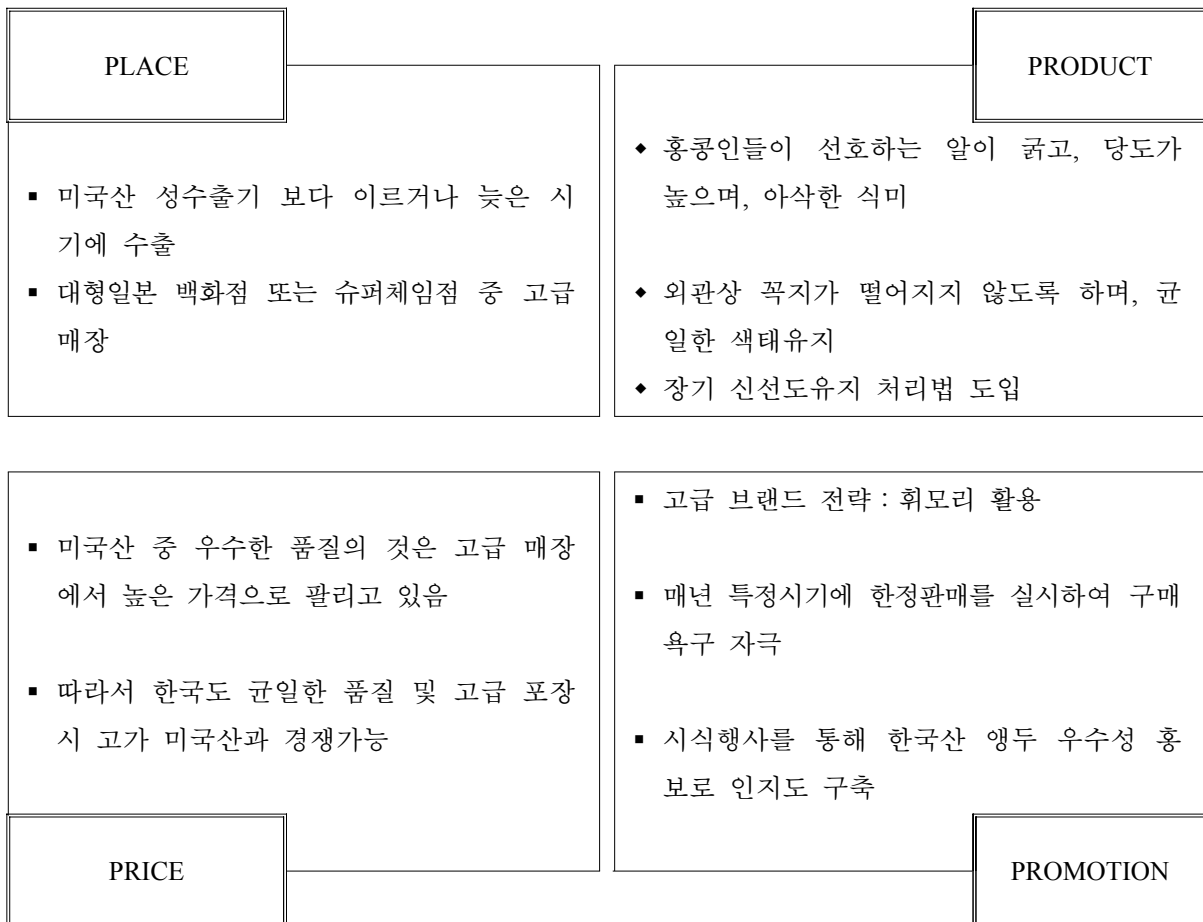 PLACE
▪ 미국산 성수출기 보다 이르거나 늦은 시
기에 수출
▪ 대형일본 백화점 또는 슈퍼체임점 중 고급
매장
PRODUCT
◆ 홍콩인들이 선호하는 알이 굵고, 당도가
높으며, 아삭한 식미
◆ 외관상 꼭지가 떨어지지 않도록 하며, 균
일한 색태유지
◆ 장기 신선도유지 처리법 도입
▪ 미국산 중 우수한 품질의 것은 고급 매장
에서 높은 가격으로 팔리고 있음
▪ 따라서 한국도 균일한 품질 및 고급 포장
시 고가 미국산과 경쟁가능
PRICE
▪ 고급 브랜드 전략 : 휘모리 활용
▪ 매년 특정시기에 한정판매를 실시하여 구매
욕구 자극
▪ 시식행사를 통해 한국산 앵두 우수성 홍
보로 인지도 구축
PROMOTION